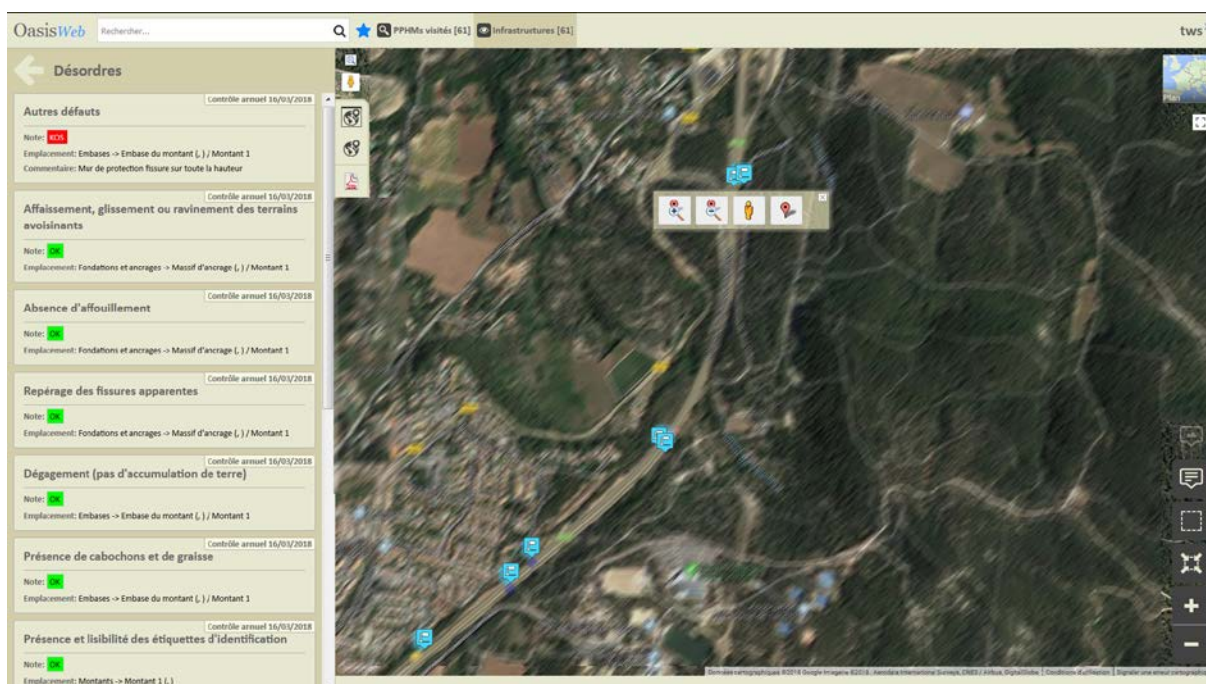 OasisWeb
Rechercher...
PPHMs visités [61]
Infrastructures [61]
tws
Désordres
Contrôle annuel 16/03/2018
Autres défauts
Note: KOS
Emplacement: Embases -> Embase du montant (, ) / Montant 1
Commentaire: Mur de protection fissure sur toute la hauteur
Contrôle annuel 16/03/2018
Affaissement, glissement ou ravinement des terrains
avoisinants
Note: OK
Emplacement: Fondations et ancrages -> Massif d'ancrage (, ) / Montant 1
Contrôle annuel 16/03/2018
Absence d'affouillement
Note: OK
Emplacement: Fondations et ancrages -> Massif d'ancrage (, ) / Montant 1
Contrôle annuel 16/03/2018
Repérage des fissures apparentes
Note: OK
Emplacement: Fondations et ancrages -> Massif d'ancrage (, ) / Montant 1
Contrôle annuel 16/03/2018
Dégagement (pas d'accumulation de terre)
Note: OK
Emplacement: Embases -> Embase du montant (, ) / Montant 1
Contrôle annuel 16/03/2018
Présence de cabochons et de graisse
Note: OK
Emplacement: Embases -> Embase du montant (, ) / Montant 1
Contrôle annuel 16/03/2018
Présence et lisibilité des étiquettes d'identification
Note: OK
Emplacement: Montants -> Montant 1 (, )
Plan
Conditions d'utilisation
Signaler une erreur cartographique